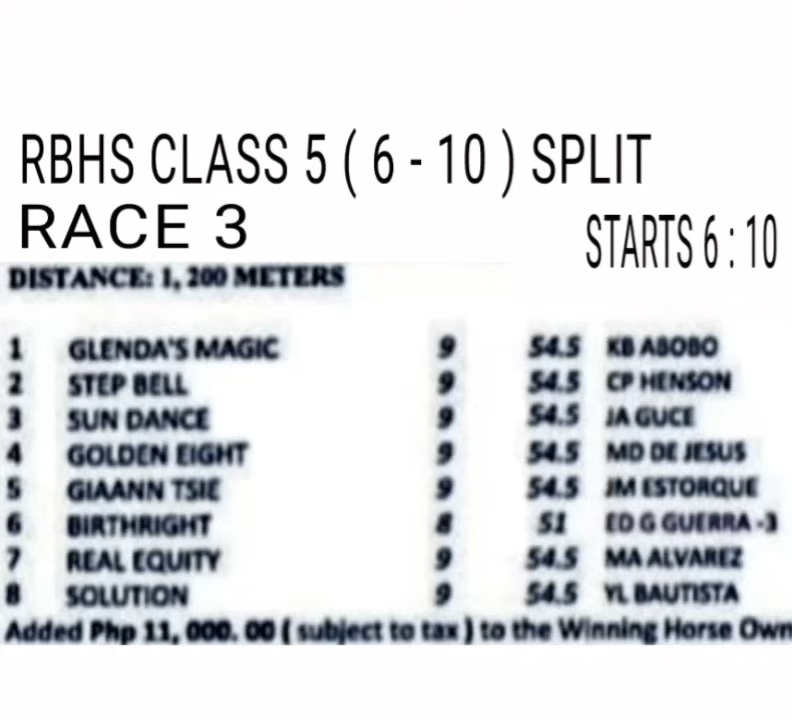 RBHS CLASS 5 ( 6 - 10 ) SPLIT
RACE 3 STARTS 6 : 10
DISTANCE: 1, 200 METERS
1 GLENDA'S MAGIC 9 54.5 KB ABOBO
2 STEP BELL 9 54.5 CP HENSON
3 SUN DANCE 9 54.5 JA GUCE
4 GOLDEN EIGHT 9 54.5 MD DE JESUS
5 GIAANN TSIE 9 54.5 JM ESTORQUE
6 BIRTHRIGHT 8 51 ED G GUERRA -3
7 REAL EQUITY 9 54.5 MA ALVAREZ
8 SOLUTION 9 54.5 YL BAUTISTA
Added Php 11, 000. 00 ( subject to tax ) to the Winning Horse Own